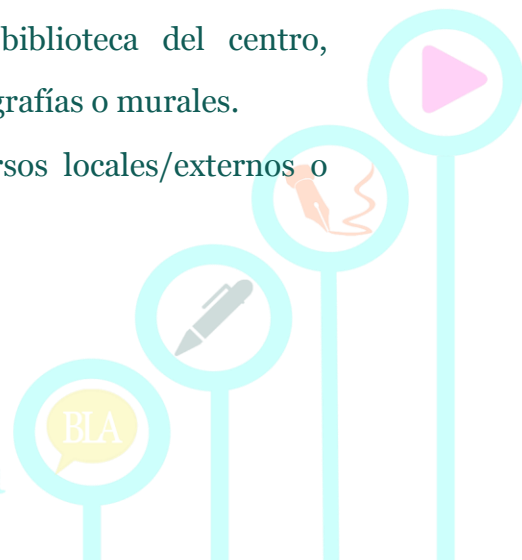 biblioteca del centro,
grafías o murales.
rsos locales/externos o
BLA